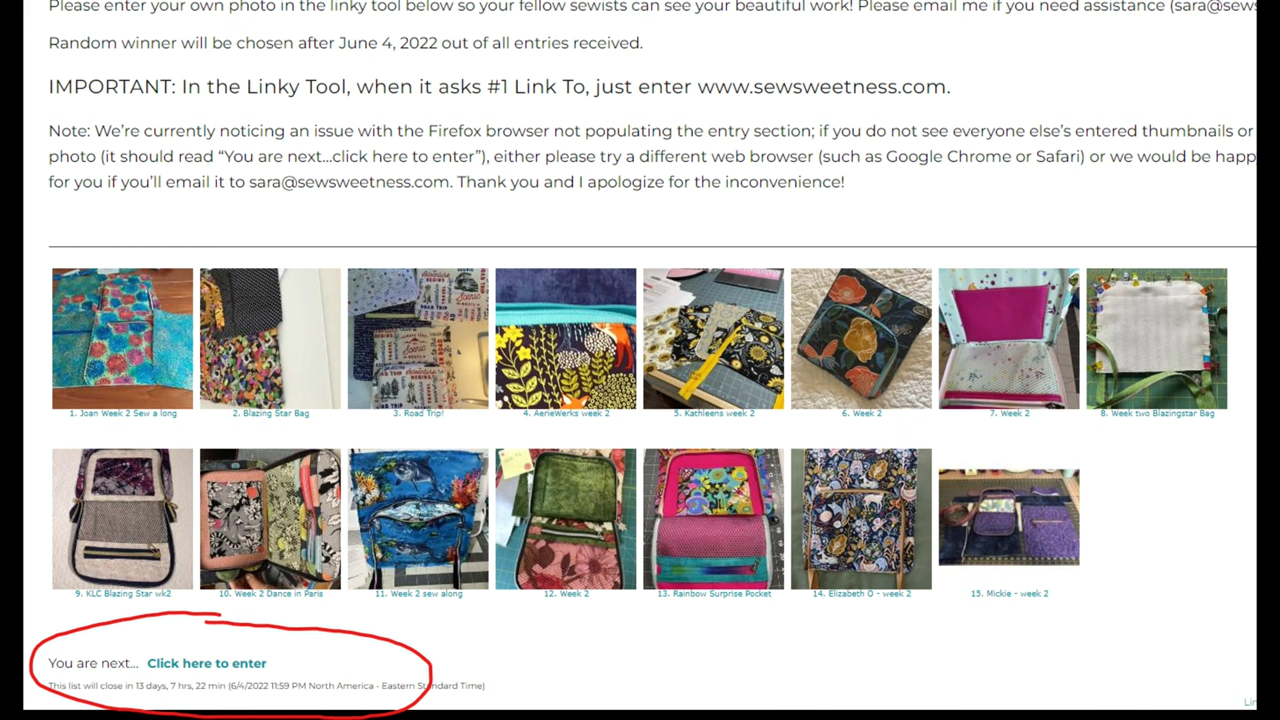 Please enter your own photo in the linky tool below so your fellow sewists can see your beautiful work! Please email me if you need assistance (sara@sews
Random winner will be chosen after June 4, 2022 out of all entries received.
IMPORTANT: In the Linky Tool, when it asks #1 Link To, just enter www.sewsweetness.com.
Note: We’re currently noticing an issue with the Firefox browser not populating the entry section; if you do not see everyone else’s entered thumbnails or
photo (it should read “You are next...click here to enter”), either please try a different web browser (such as Google Chrome or Safari) or we would be happ
for you if you’ll email it to sara@sewsweetness.com. Thank you and I apologize for the inconvenience!
1. Joan Week 2 Sew a long
2. Blazing Star Bag
3. Road Trip!
4. AerieWerks week 2
5. Kathleens week 2
6. Week 2
7. Week 2
8. Week two Blazingstar Bag
9. KLC Blazing Star wk2
10. Week 2 Dance in Paris
11. Week 2 sew along
12. Week 2
13. Rainbow Surprise Pocket
14. Elizabeth O - week 2
15. Mickie - week 2
You are next... Click here to enter
This list will close in 13 days, 7 hrs, 22 min (6/4/2022 11:59 PM North America - Eastern Standard Time)